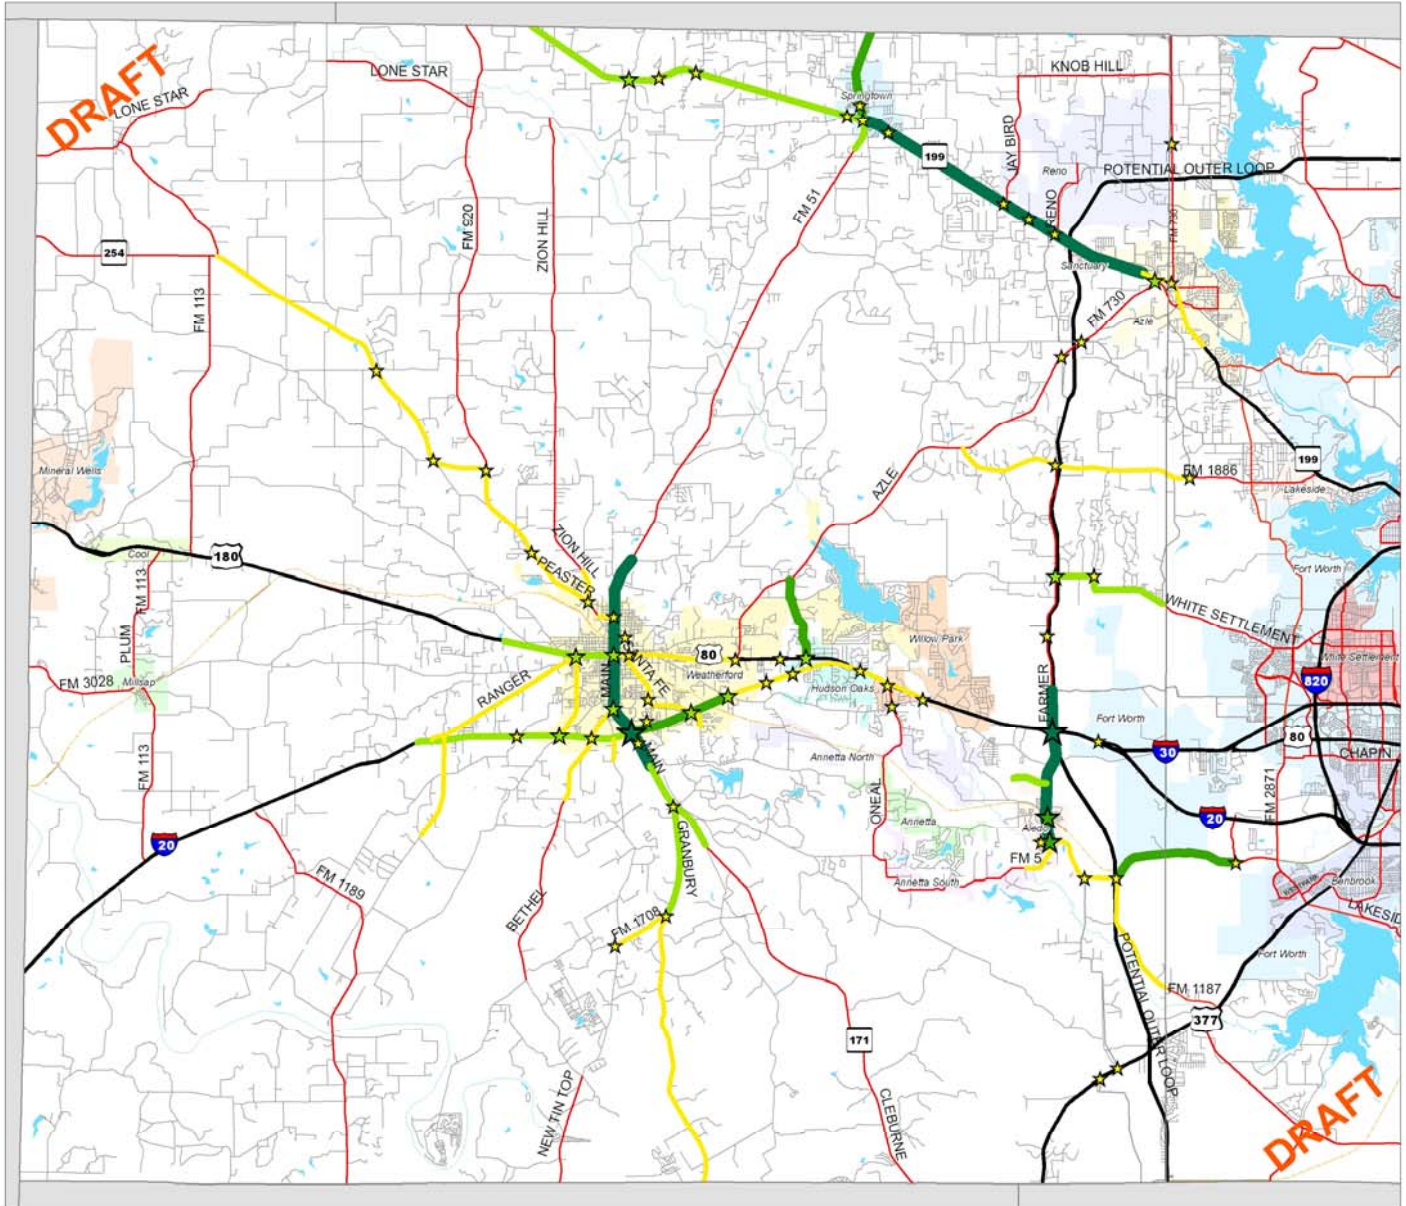 DRAFT
LONE STAR
LONE STAR
KNOB HILL
Springtown
199
JAY BIRD
Reno
POTENTIAL OUTER LOOP
RENO
FM 730
FM 51
FM 920
ZION HILL
254
FM 113
Sanctuary
FM 730
Azle
Mineral Wells
AZLE
FM 1886
199
Lakeside
Cool
180
ZION HILL
PEASTER
Fort Worth
FM 113
PLUM
WHITE SETTLEMENT
Willow Park
White Settlement
80
SANTA FE
MAIN
Weatherford
Hudson Oaks
FM 3028
Millsap
RANGER
820
FARMER
Fort Worth
80
30
CHAPIN
MAIN
Annetta North
FM 113
ONEAL
FM 2871
20
20
Annetta
Aledo
GRANBURY
FM 5
FM 1189
Annetta South
Benbrook
BETHEL
FM 1708
LAKESID
Fort Worth
POTENTIAL OUTER LOOP
FM 1187
377
171
NEW TIN TOP
CLEBURNE
DRAFT